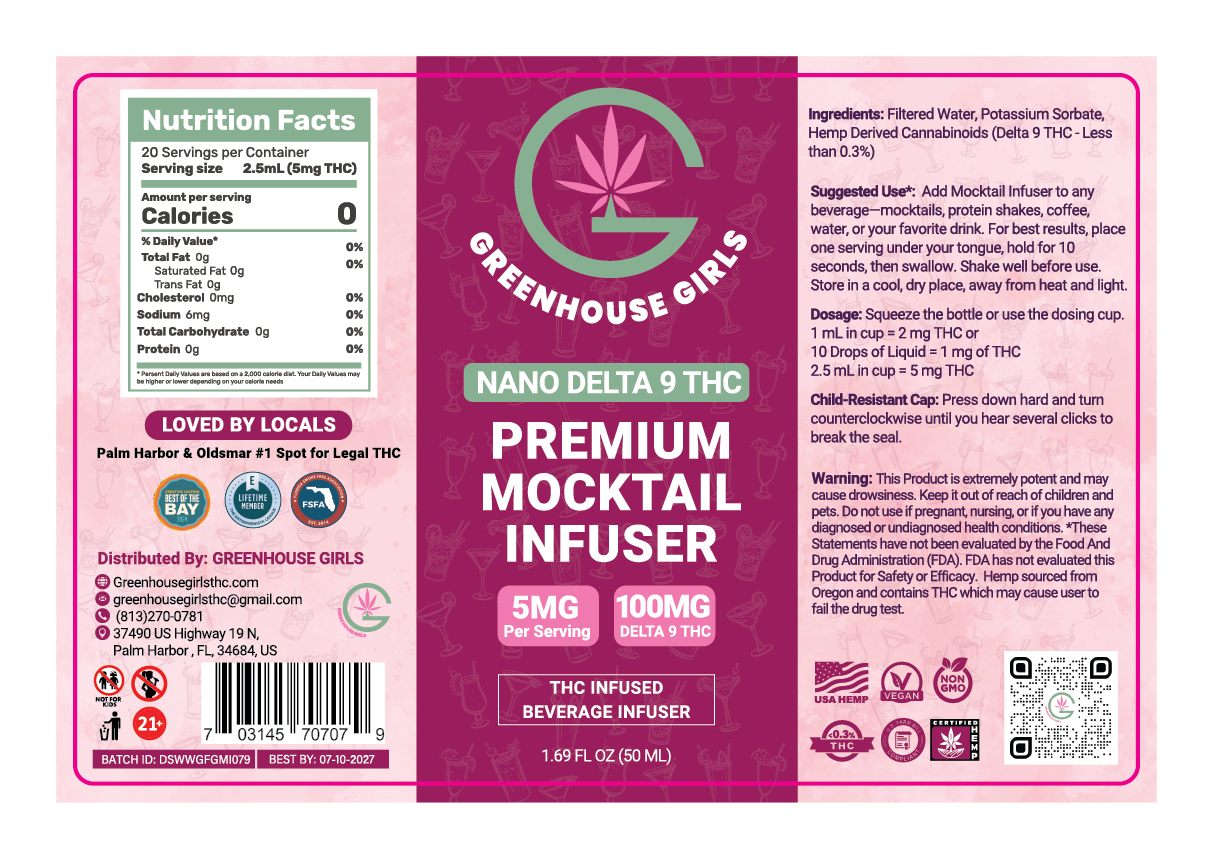 Nutrition Facts
20 Servings per Container
Serving size 2.5mL (5mg THC)
Amount per serving
Calories 0
% Daily Value*
0%
Total Fat 0g
0%
Saturated Fat 0g
Trans Fat 0g
Cholesterol 0mg 0%
Sodium 6mg 0%
Total Carbohydrate 0g 0%
Protein 0g 0%
* Persent Daily Values are based on a 2,000 calorie diet. Your Daily Values may
be higher or lower depending on your calorie needs
LOVED BY LOCALS
Palm Harbor & Oldsmar #1 Spot for Legal THC
BEST OF THE
BAY
E
LIFETIME
MEMBER
FSFA
EST. 2014
Distributed By: GREENHOUSE GIRLS
Greenhousegirlsthc.com
greenhousegirlsthc@gmail.com
(813)270-0781
37490 US Highway 19 N,
Palm Harbor , FL, 34684, US
NOT FOR
KIDS
21+
7 03145 70707 9
BATCH ID: DSWWGFGMI079 BEST BY: 07-10-2027
GREENHOUSE GIRLS
NANO DELTA 9 THC
PREMIUM
MOCKTAIL
INFUSER
5MG
Per Serving
100MG
DELTA 9 THC
THC INFUSED
BEVERAGE INFUSER
1.69 FL OZ (50 ML)
Ingredients: Filtered Water, Potassium Sorbate,
Hemp Derived Cannabinoids (Delta 9 THC - Less
than 0.3%)
Suggested Use*: Add Mocktail Infuser to any
beverage—mocktails, protein shakes, coffee,
water, or your favorite drink. For best results, place
one serving under your tongue, hold for 10
seconds, then swallow. Shake well before use.
Store in a cool, dry place, away from heat and light.
Dosage: Squeeze the bottle or use the dosing cup.
1 mL in cup = 2 mg THC or
10 Drops of Liquid = 1 mg of THC
2.5 mL in cup = 5 mg THC
Child-Resistant Cap: Press down hard and turn
counterclockwise until you hear several clicks to
break the seal.
Warning: This Product is extremely potent and may
cause drowsiness. Keep it out of reach of children and
pets. Do not use if pregnant, nursing, or if you have any
diagnosed or undiagnosed health conditions. *These
Statements have not been evaluated by the Food And
Drug Administration (FDA). FDA has not evaluated this
Product for Safety or Efficacy. Hemp sourced from
Oregon and contains THC which may cause user to
fail the drug test.
USA HEMP
VEGAN
NON
GMO
<0.3%
THC
COMPLIANT
CERTIFIED
HEMP